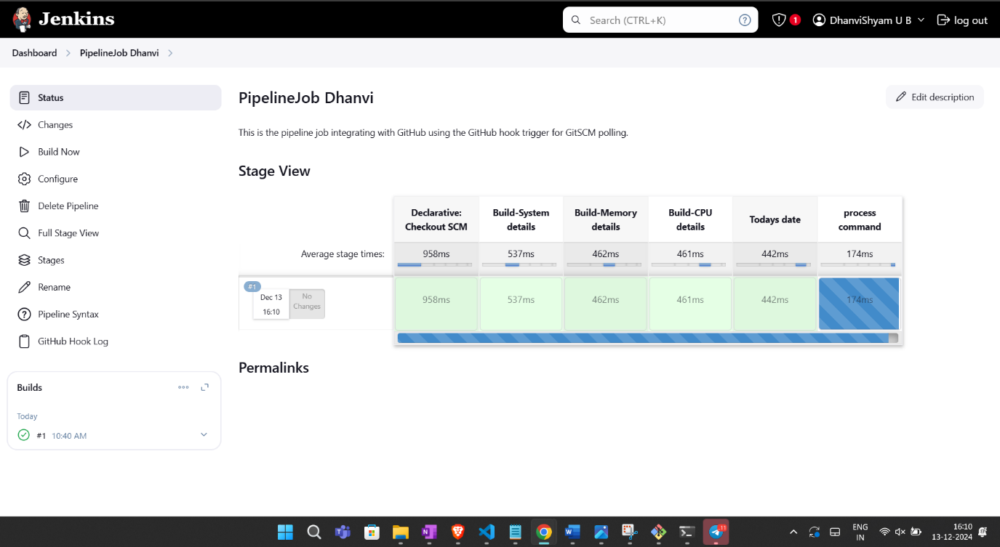 Jenkins
Search (CTRL+K)
?
1
DhanviShyam U B
log out
Dashboard
PipelineJob Dhanvi
Status
Changes
Build Now
Configure
Delete Pipeline
Full Stage View
Stages
Rename
Pipeline Syntax
GitHub Hook Log
Builds
Today
#1 10:40 AM
PipelineJob Dhanvi
Edit description
This is the pipeline job integrating with GitHub using the GitHub hook trigger for GitSCM polling.
Stage View
Declarative:
Checkout SCM
Build-System
details
Build-Memory
details
Build-CPU
details
Todays date
process
command
Average stage times:
958ms
537ms
462ms
461ms
442ms
174ms
#1
Dec 13
16:10
No
Changes
958ms
537ms
462ms
461ms
442ms
174ms
Permalinks
11
ENG
IN
16:10
13-12-2024